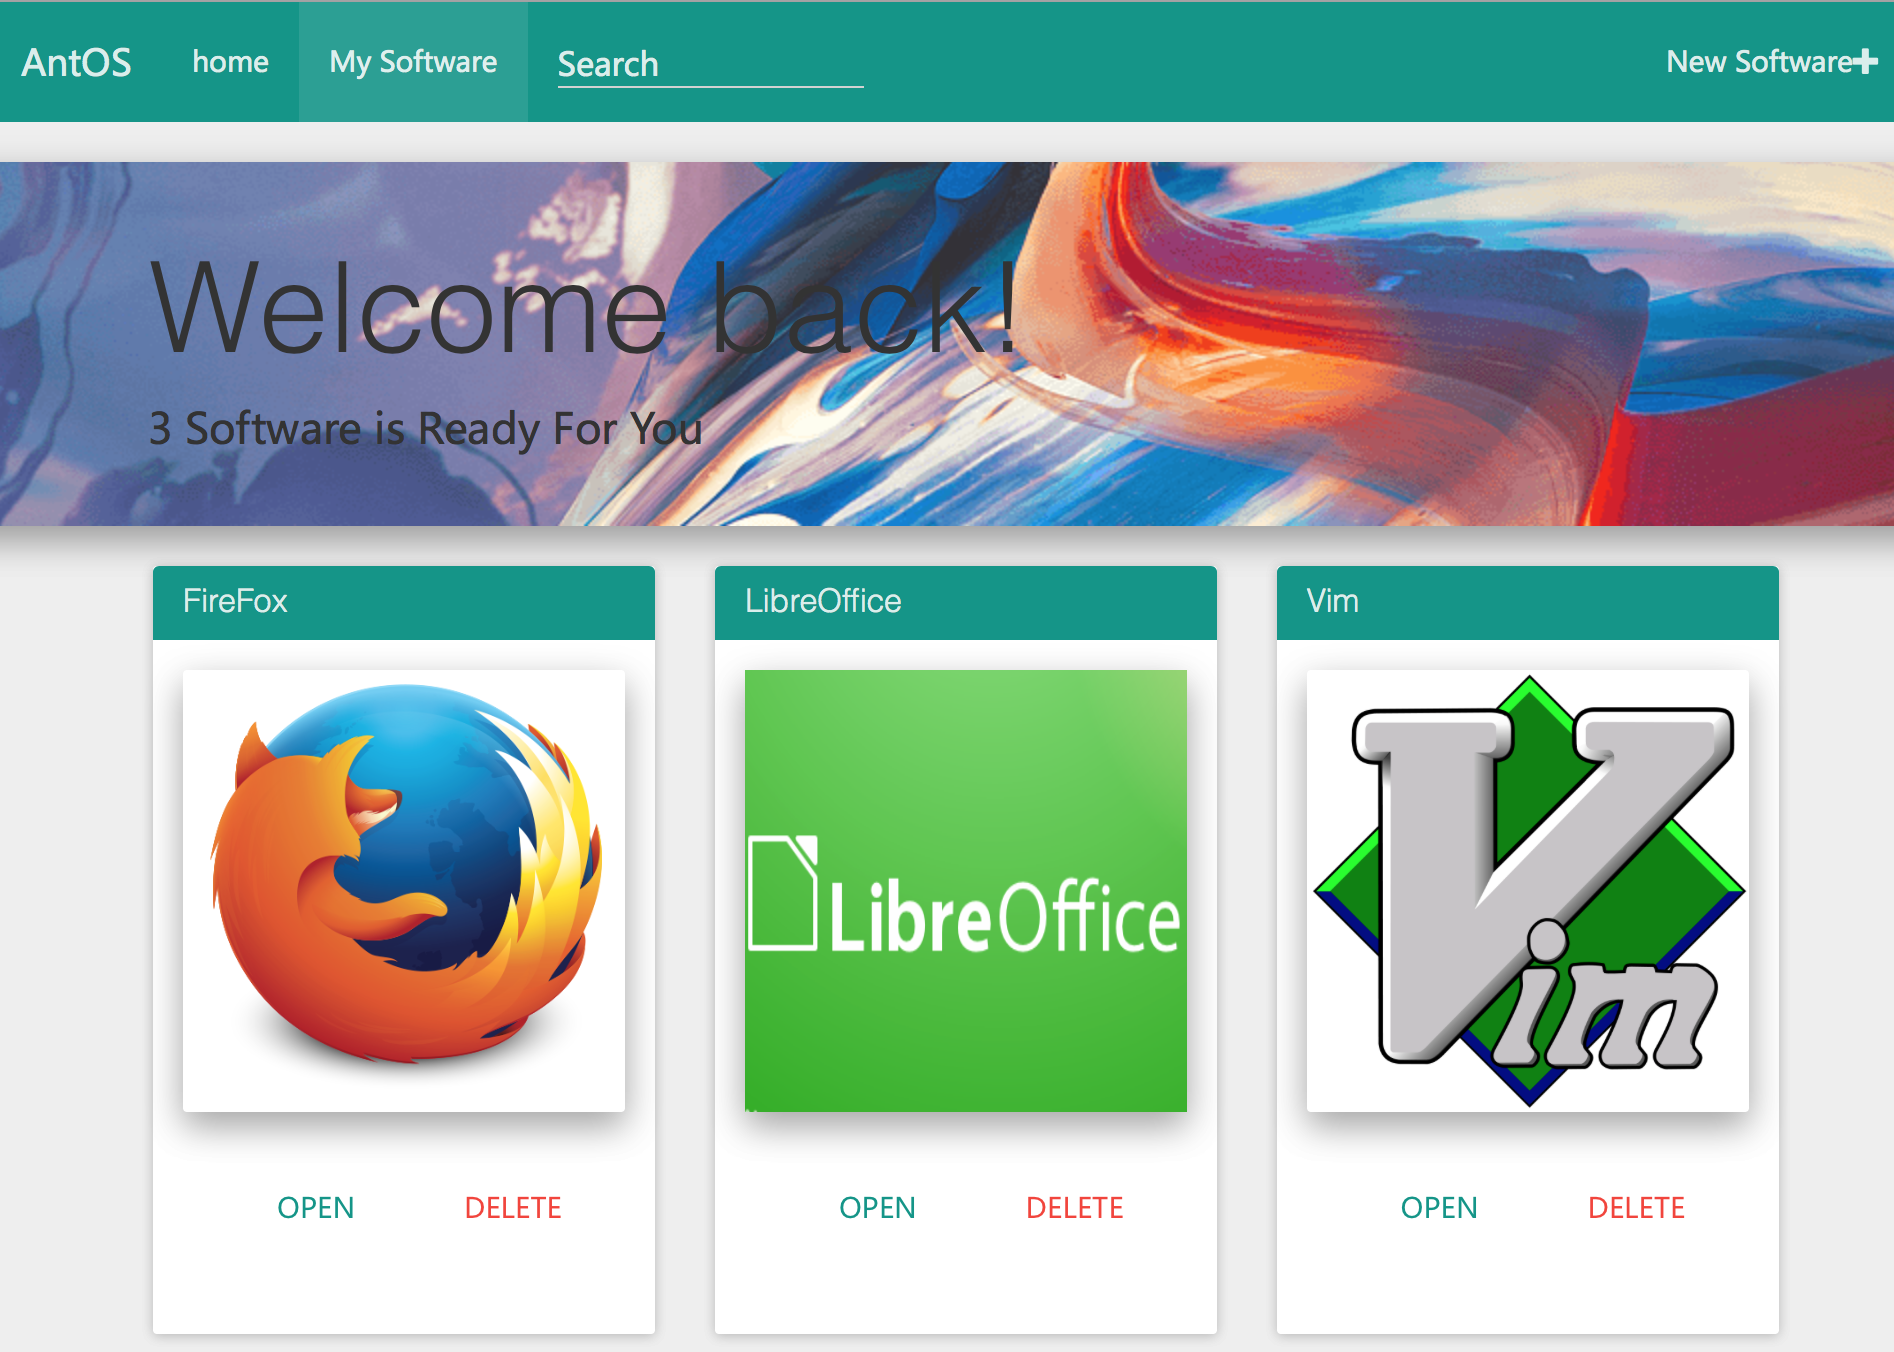 AntOS home My Software Search New Software
Welcome back!
3 Software is Ready For You
FireFox
LibreOffice
Vim
LibreOffice
Vim
OPEN DELETE
OPEN DELETE
OPEN DELETE